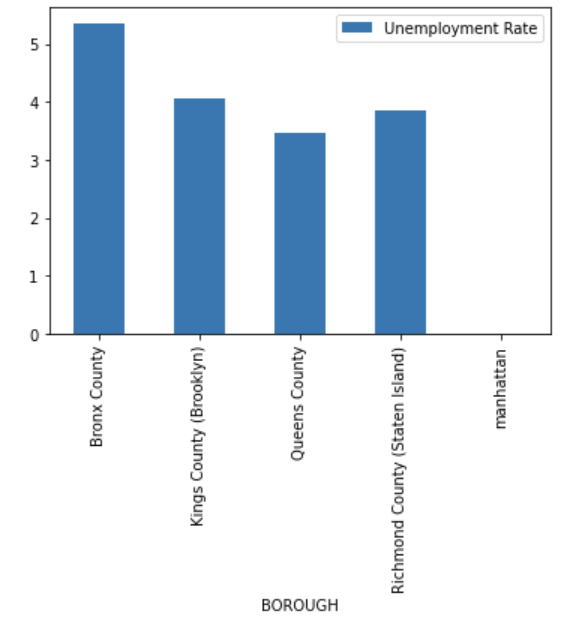 Unemployment Rate
5
4
3
2
1
0
Bronx County
Kings County (Brooklyn)
Queens County
Richmond County (Staten Island)
manhattan
BOROUGH